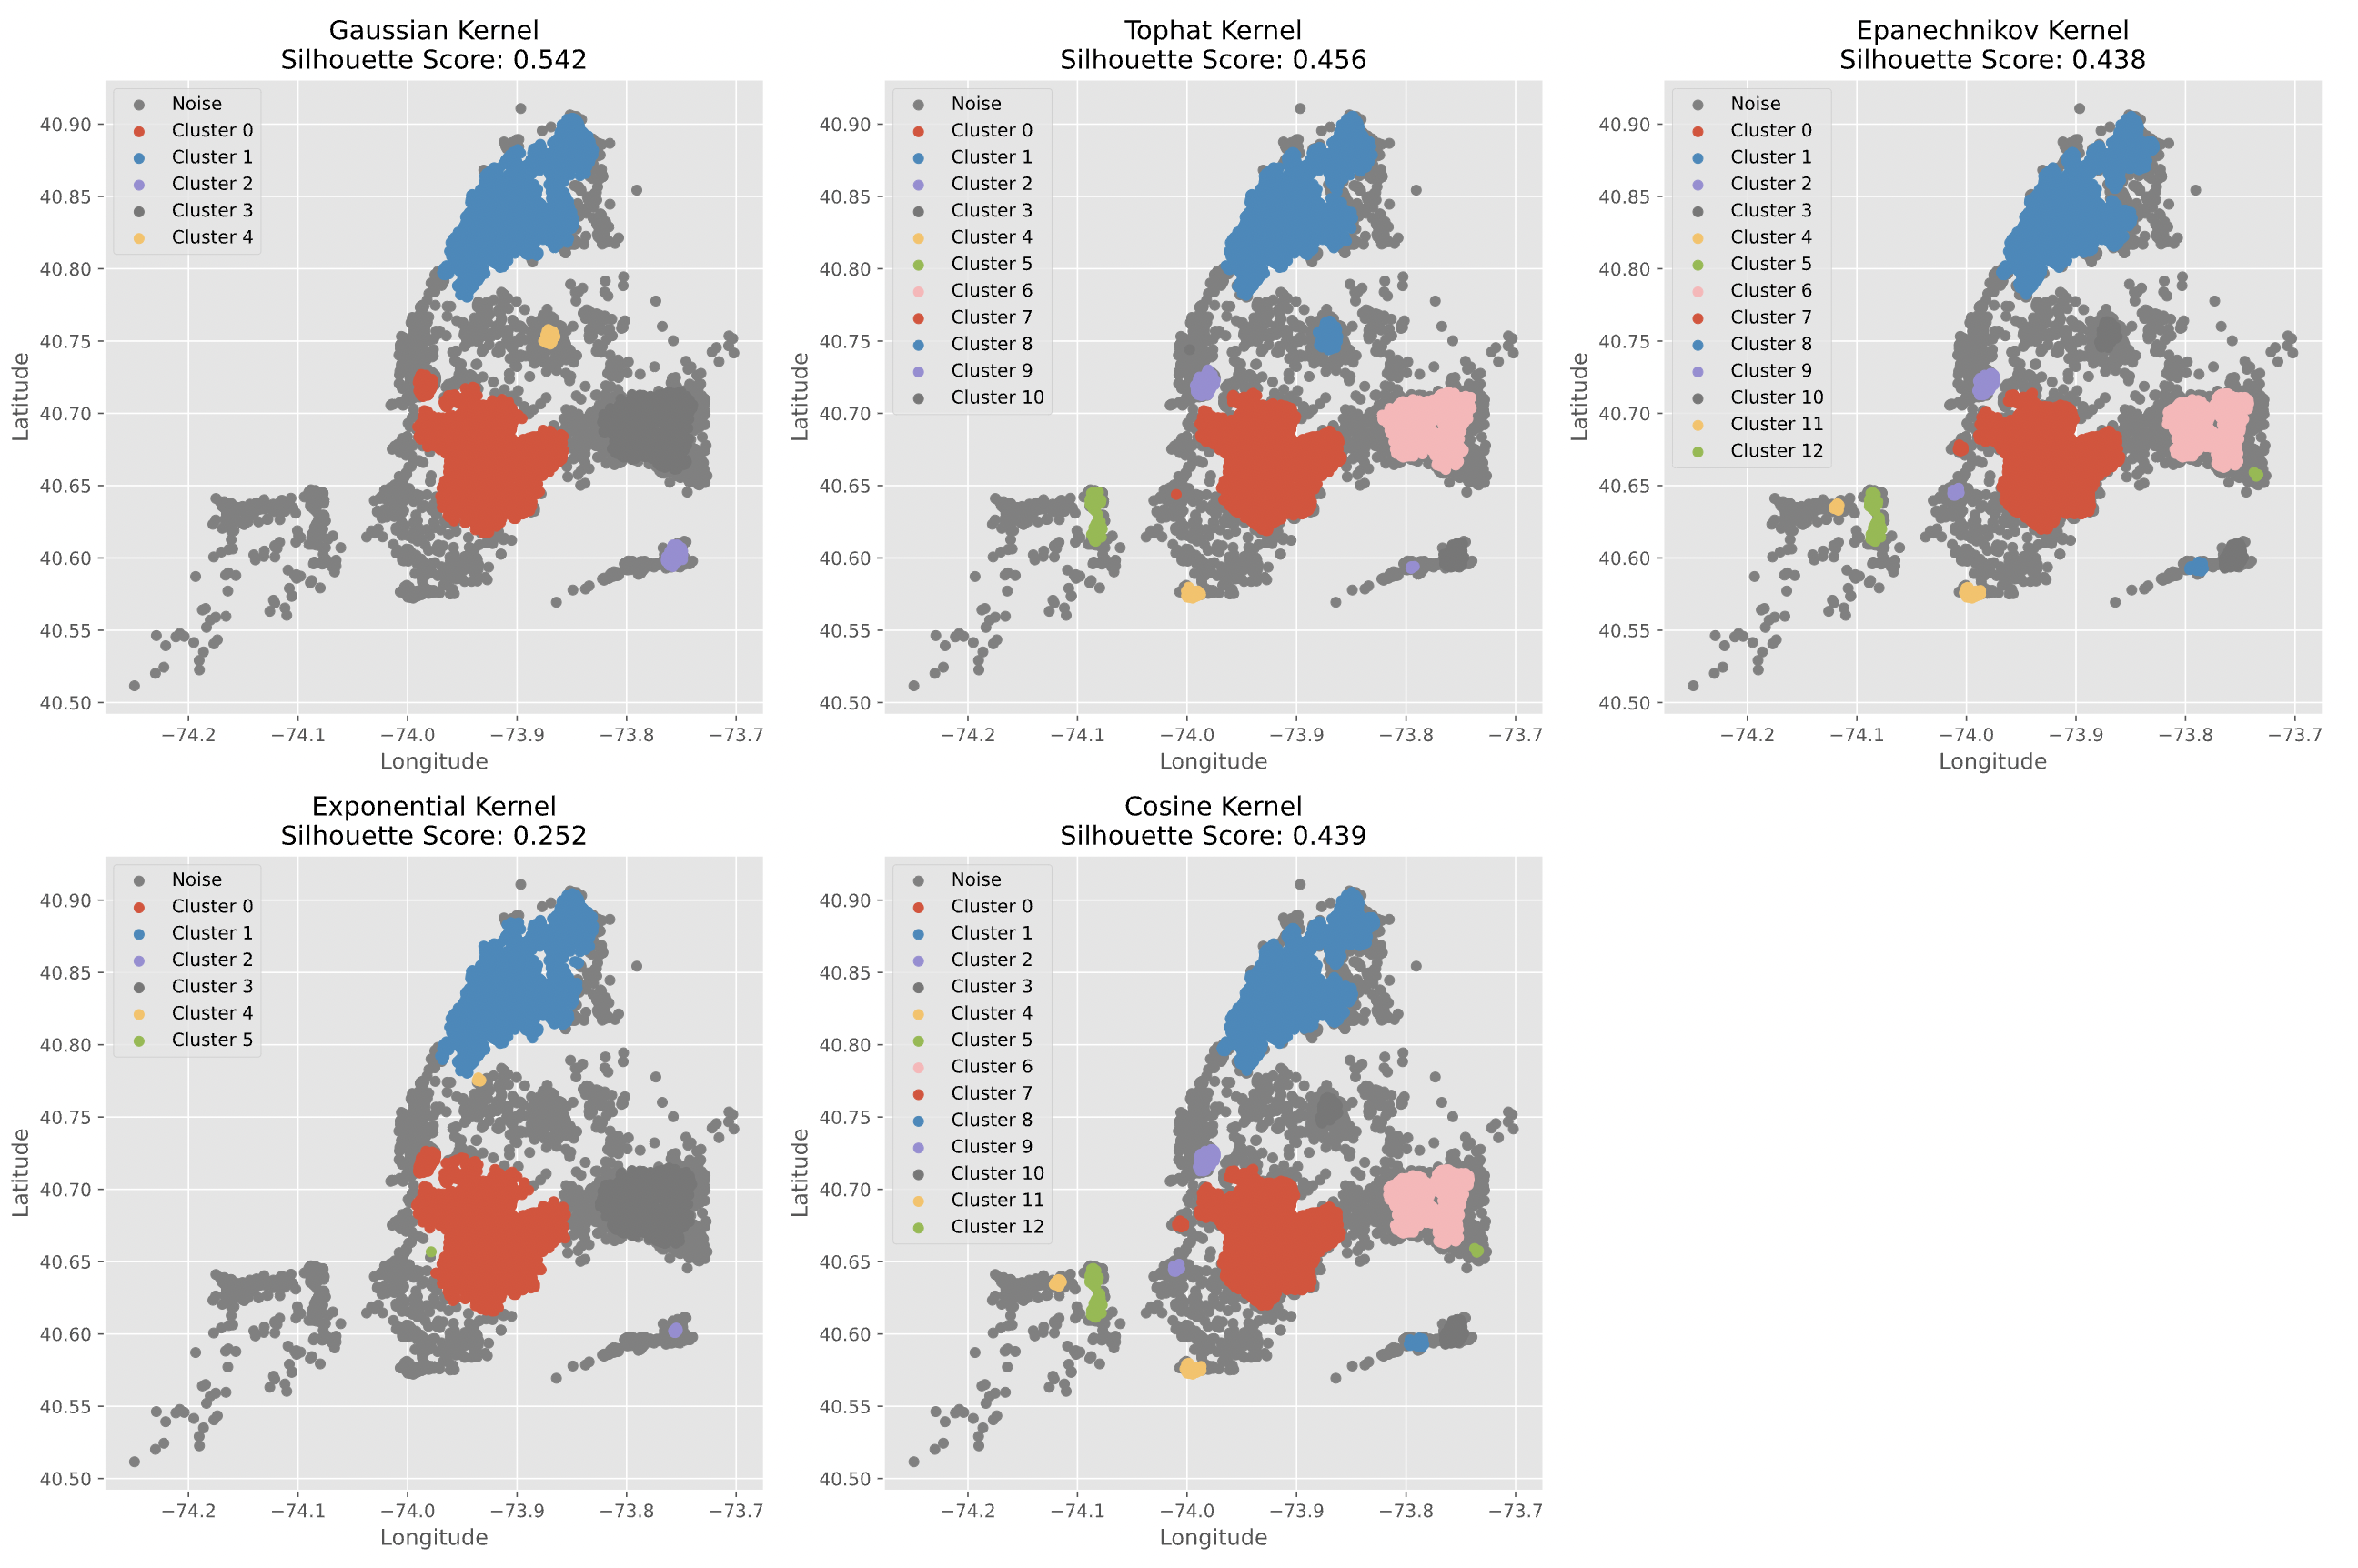 Gaussian Kernel
Silhouette Score: 0.542
Noise
Cluster 0
Cluster 1
Cluster 2
Cluster 3
Cluster 4
40.90
40.85
40.80
40.75
40.70
40.65
40.60
40.55
40.50
Latitude
−74.2 −74.1 −74.0 −73.9 −73.8 −73.7
Longitude
Tophat Kernel
Silhouette Score: 0.456
Noise
Cluster 0
Cluster 1
Cluster 2
Cluster 3
Cluster 4
Cluster 5
Cluster 6
Cluster 7
Cluster 8
Cluster 9
Cluster 10
40.90
40.85
40.80
40.75
40.70
40.65
40.60
40.55
40.50
Latitude
−74.2 −74.1 −74.0 −73.9 −73.8 −73.7
Longitude
Epanechnikov Kernel
Silhouette Score: 0.438
Noise
Cluster 0
Cluster 1
Cluster 2
Cluster 3
Cluster 4
Cluster 5
Cluster 6
Cluster 7
Cluster 8
Cluster 9
Cluster 10
Cluster 11
Cluster 12
40.90
40.85
40.80
40.75
40.70
40.65
40.60
40.55
40.50
Latitude
−74.2 −74.1 −74.0 −73.9 −73.8 −73.7
Longitude
Exponential Kernel
Silhouette Score: 0.252
Noise
Cluster 0
Cluster 1
Cluster 2
Cluster 3
Cluster 4
Cluster 5
40.90
40.85
40.80
40.75
40.70
40.65
40.60
40.55
40.50
Latitude
−74.2 −74.1 −74.0 −73.9 −73.8 −73.7
Longitude
Cosine Kernel
Silhouette Score: 0.439
Noise
Cluster 0
Cluster 1
Cluster 2
Cluster 3
Cluster 4
Cluster 5
Cluster 6
Cluster 7
Cluster 8
Cluster 9
Cluster 10
Cluster 11
Cluster 12
40.90
40.85
40.80
40.75
40.70
40.65
40.60
40.55
40.50
Latitude
−74.2 −74.1 −74.0 −73.9 −73.8 −73.7
Longitude